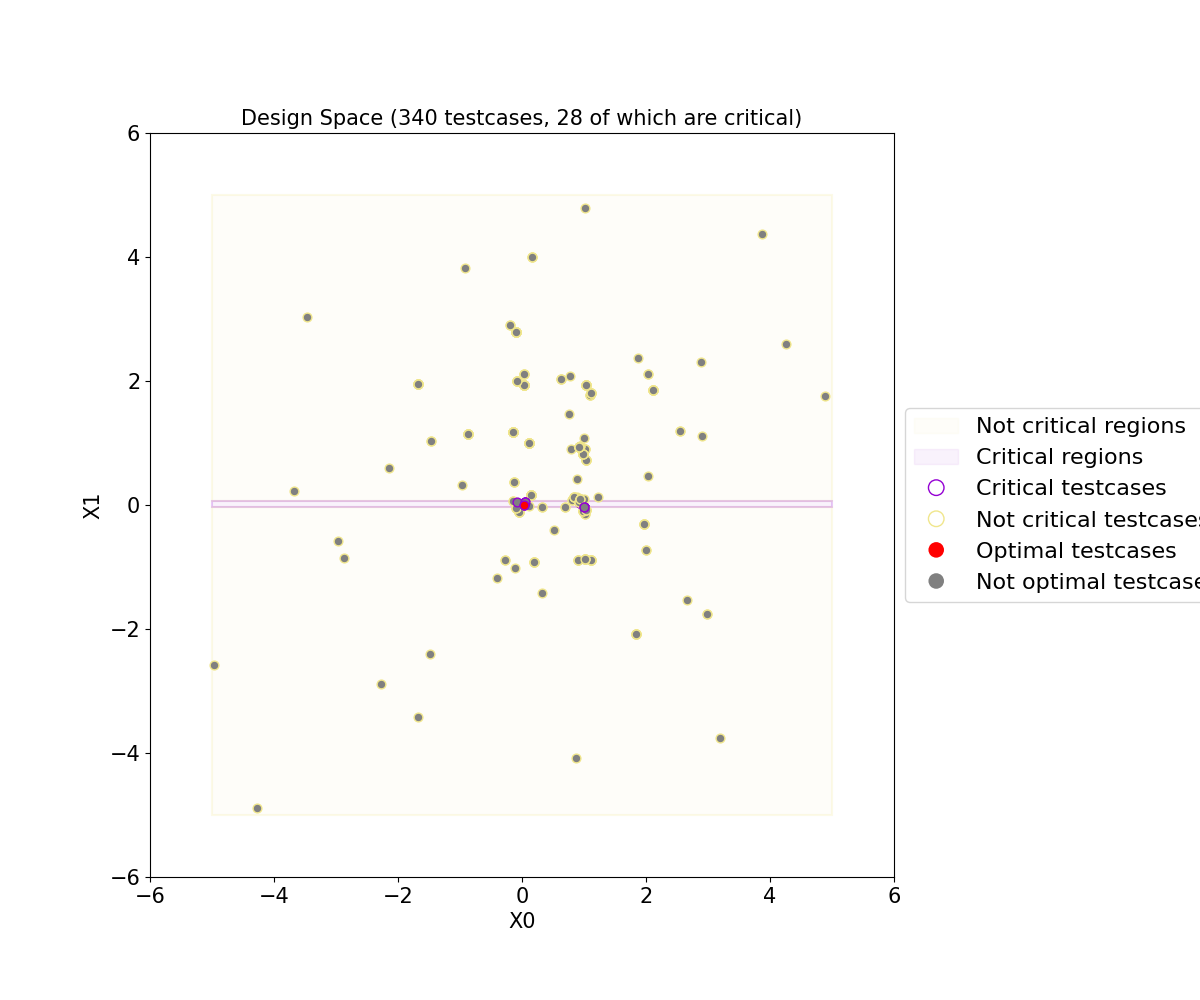 Design Space (340 testcases, 28 of which are critical)
6
4
2
0
−2
−4
−6
X1
−6
−4
−2
0
2
4
6
X0
Not critical regions
Critical regions
Critical testcases
Not critical testcases
Optimal testcases
Not optimal testcase